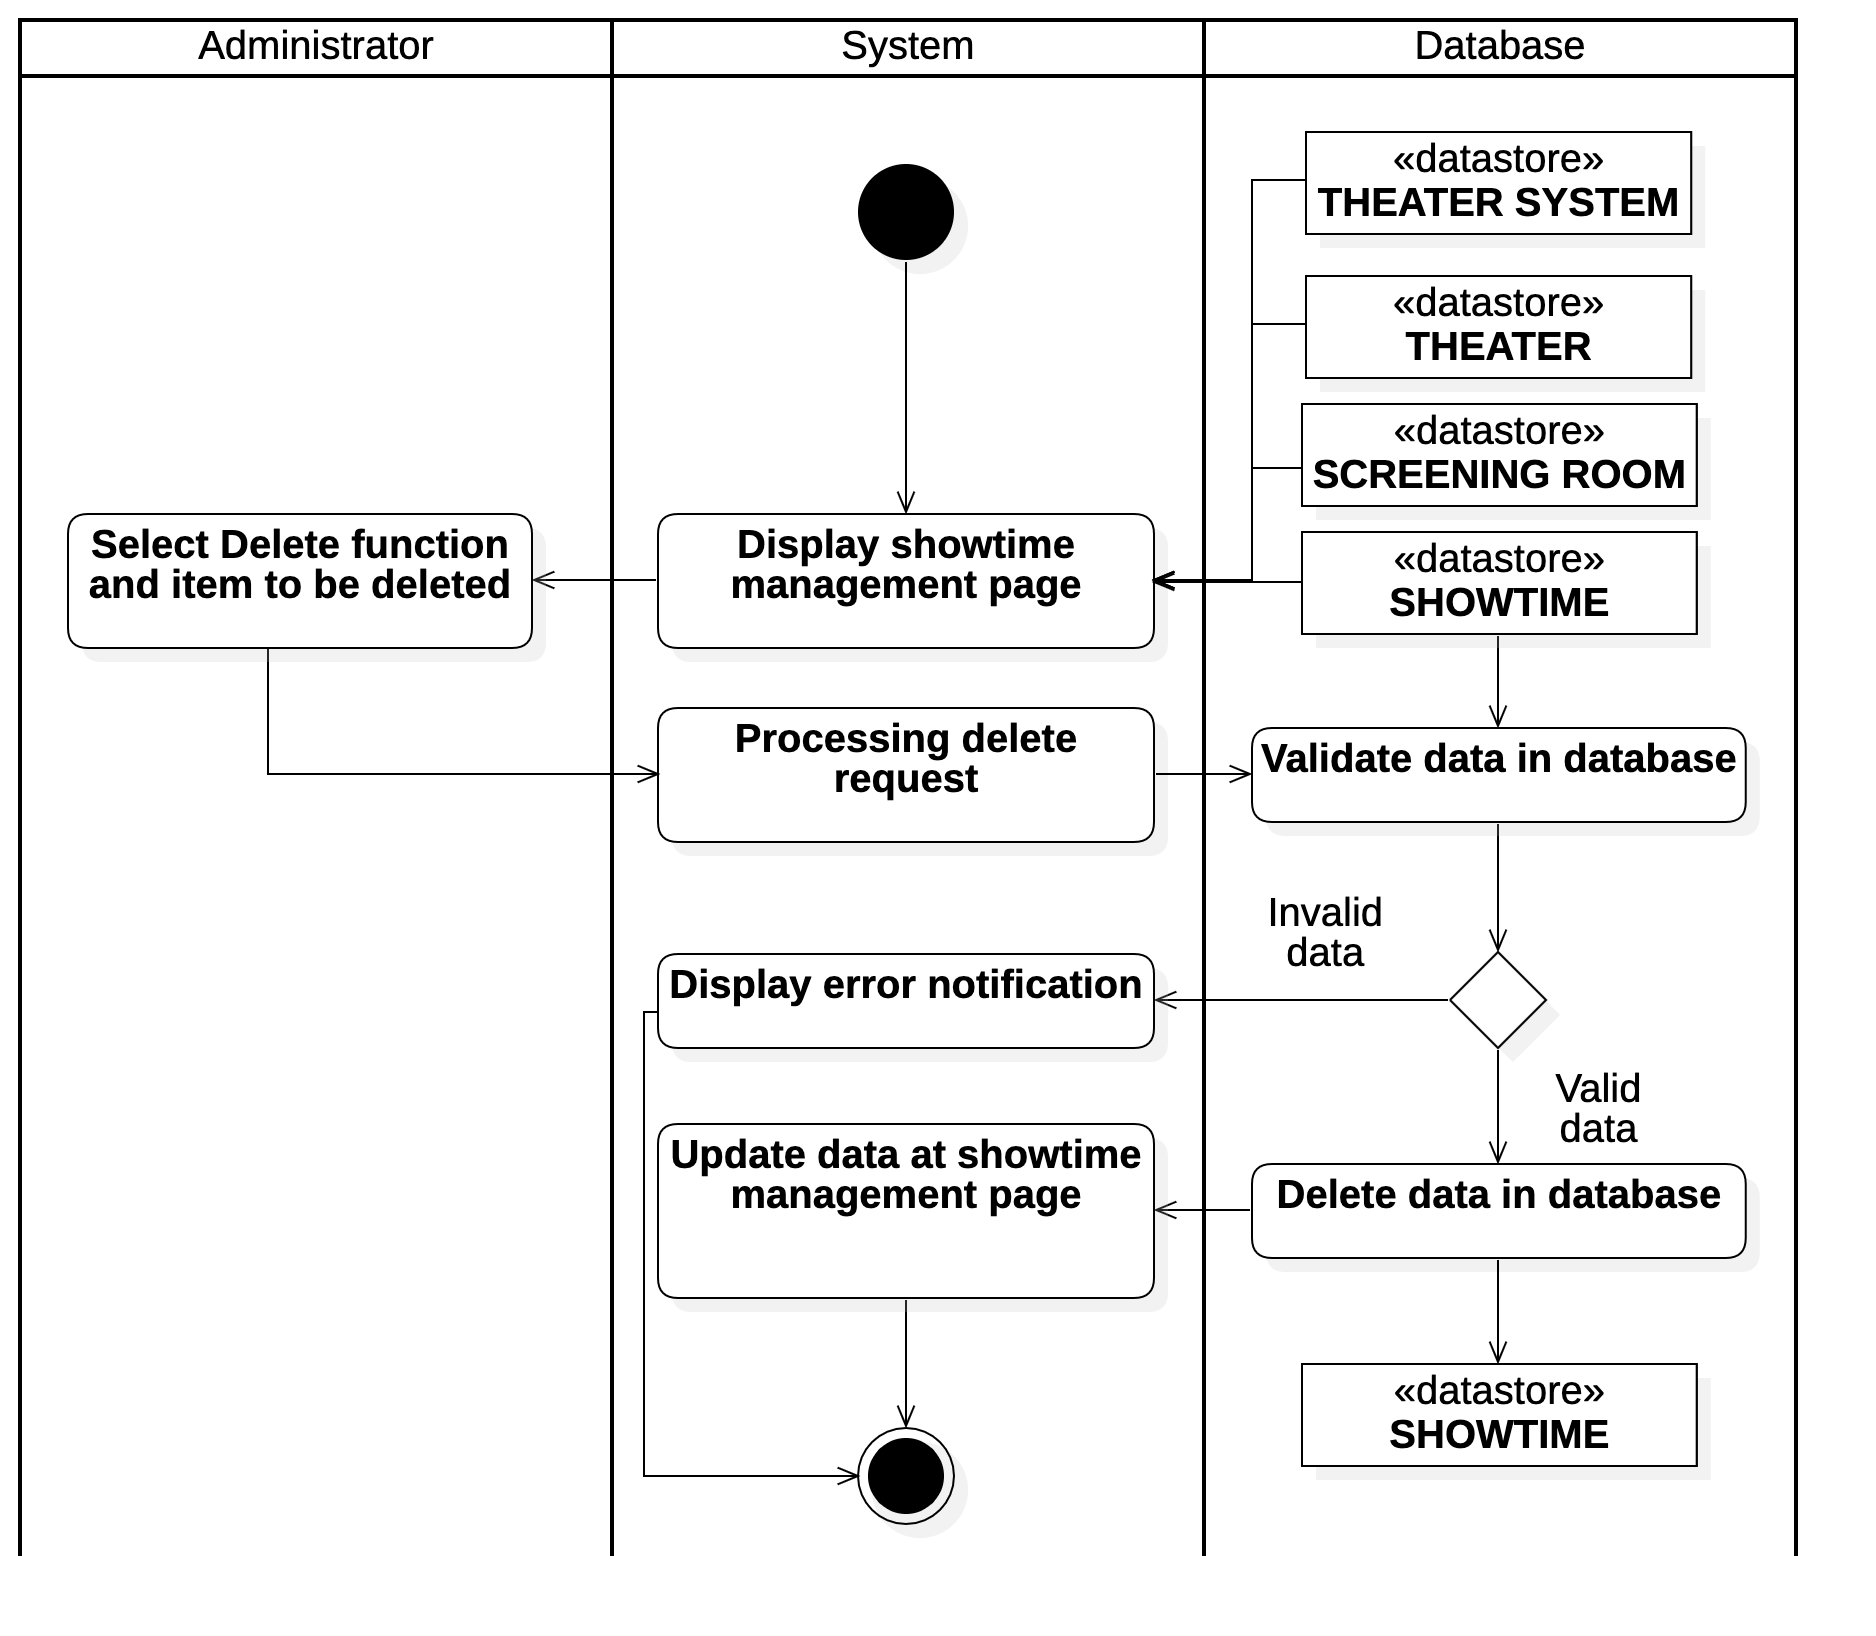 Administrator
System
Database
«datastore»
THEATER SYSTEM
«datastore»
THEATER
«datastore»
SCREENING ROOM
Select Delete function
and item to be deleted
Display showtime
management page
«datastore»
SHOWTIME
Processing delete
request
Validate data in database
Invalid
data
Display error notification
Valid
data
Update data at showtime
management page
Delete data in database
«datastore»
SHOWTIME